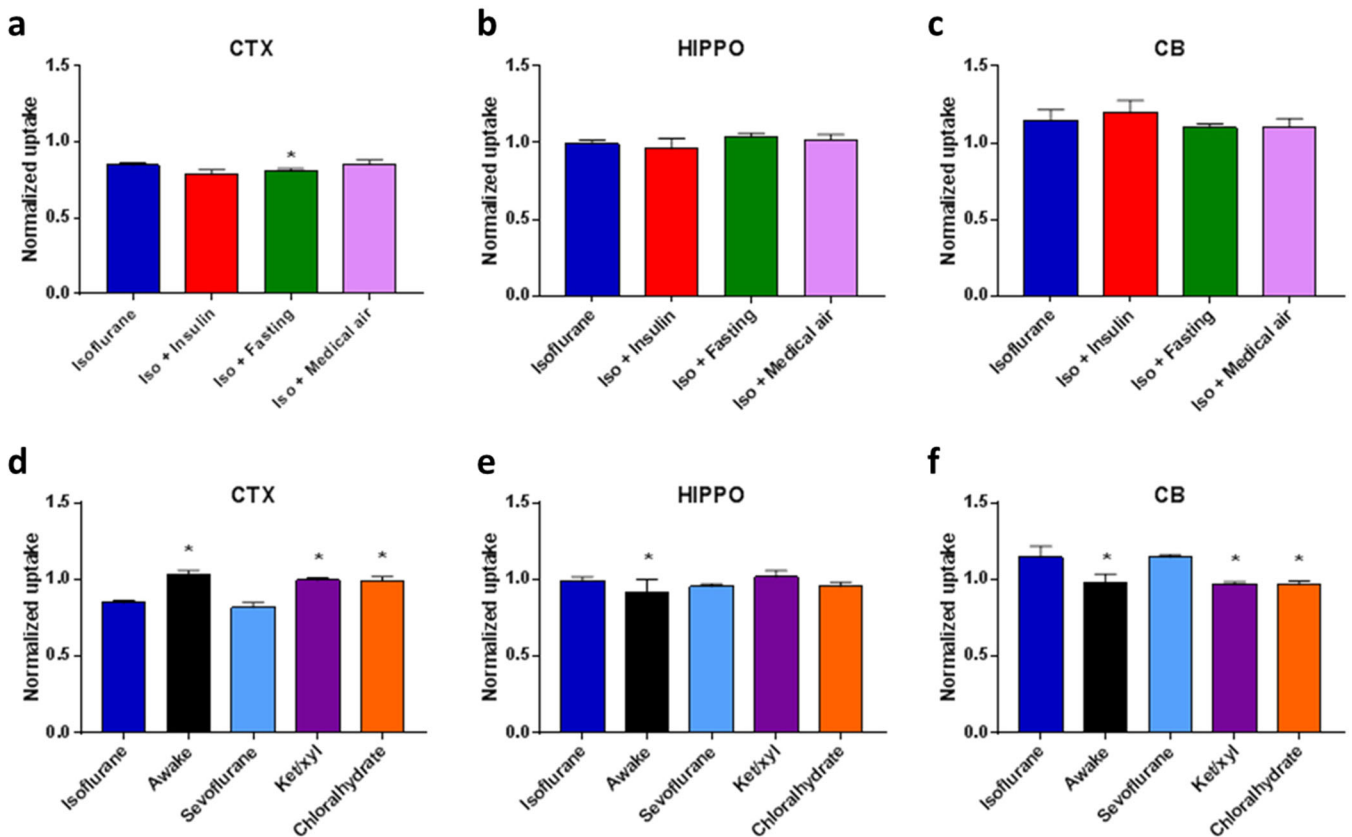 a
CTX
Normalized uptake
1.5
1.0
0.5
0.0
*
Isoflurane
Iso + Insulin
Iso + Fasting
Iso + Medical air
b
HIPPO
Normalized uptake
1.5
1.0
0.5
0.0
Isoflurane
Iso + Insulin
Iso + Fasting
Iso + Medical air
c
CB
Normalized uptake
1.5
1.0
0.5
0.0
Isoflurane
Iso + Insulin
Iso + Fasting
Iso + Medical air
d
CTX
Normalized uptake
1.5
1.0
0.5
0.0
*
*
*
Isoflurane
Awake
Sevoflurane
Ket/xyl
Chloralhydrate
e
HIPPO
Normalized uptake
1.5
1.0
0.5
0.0
*
Isoflurane
Awake
Sevoflurane
Ket/xyl
Chloralhydrate
f
CB
Normalized uptake
1.5
1.0
0.5
0.0
*
*
*
Isoflurane
Awake
Sevoflurane
Ket/xyl
Chloralhydrate